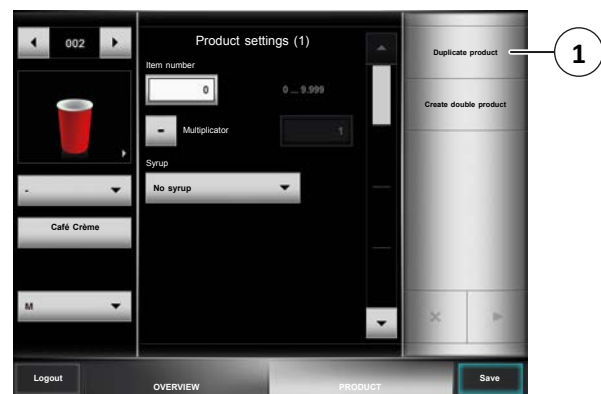 002
-
Café Crème
M
Product settings (1)
Item number
0
0 ... 9.999
-
Multiplicator
1
Syrup
No syrup
Duplicate product
1
Create double product
Logout
OVERVIEW
PRODUCT
Save